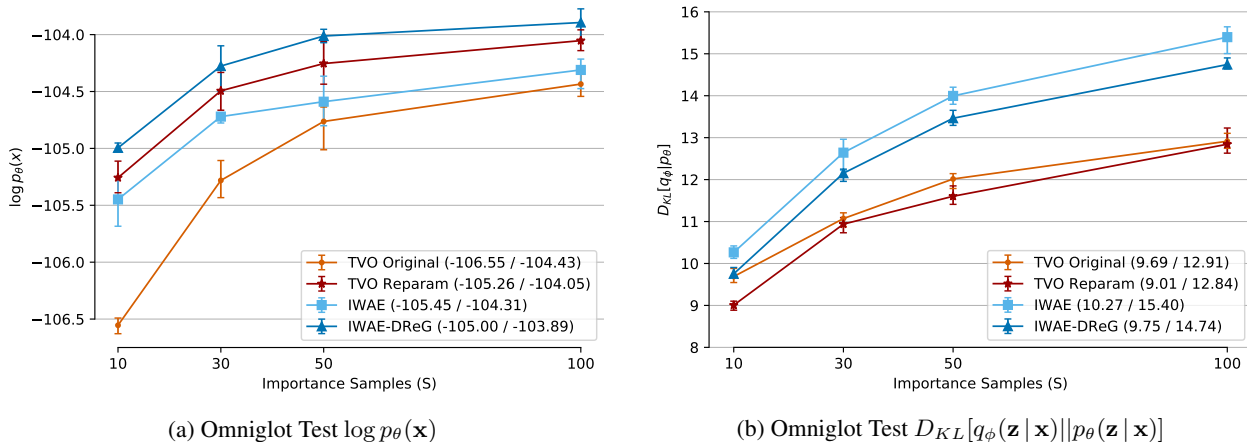 −104.0
−104.5
−105.0
−105.5
−106.0
−106.5
log pθ(x)
10
30
50
100
Importance Samples (S)
TVO Original (-106.55 / -104.43)
TVO Reparam (-105.26 / -104.05)
IWAE (-105.45 / -104.31)
IWAE-DReG (-105.00 / -103.89)
(a) Omniglot Test log pθ(x)
16
15
14
13
12
11
10
9
8
DKL[qϕ||pθ]
10
30
50
100
Importance Samples (S)
TVO Original (9.69 / 12.91)
TVO Reparam (9.01 / 12.84)
IWAE (10.27 / 15.40)
IWAE-DReG (9.75 / 14.74)
(b) Omniglot Test DKL[qϕ(z | x)||pθ(z | x)]